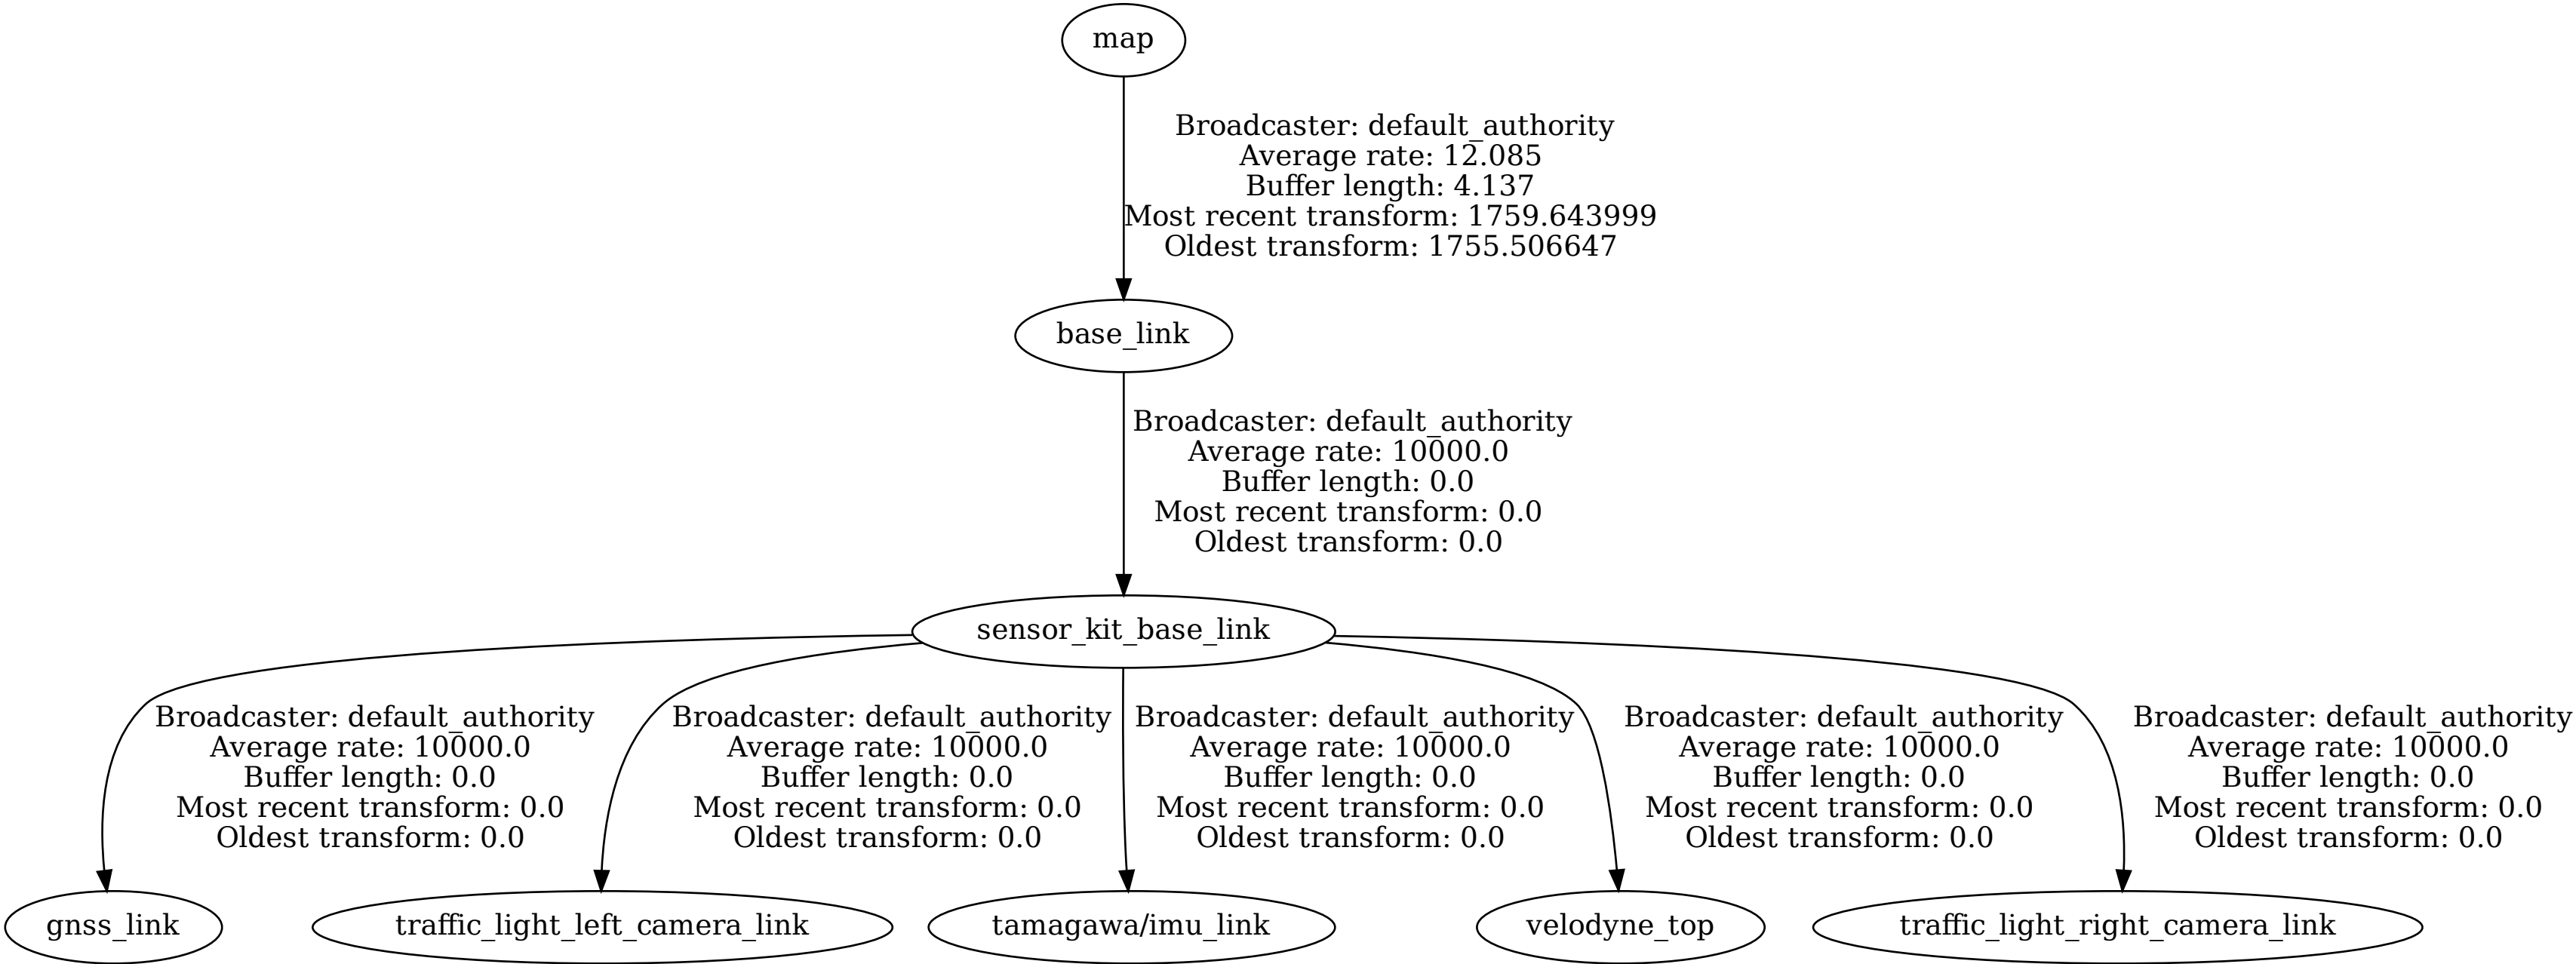 map
Broadcaster: default_authority
Average rate: 12.085
Buffer length: 4.137
Most recent transform: 1759.643999
Oldest transform: 1755.506647
base_link
Broadcaster: default_authority
Average rate: 10000.0
Buffer length: 0.0
Most recent transform: 0.0
Oldest transform: 0.0
sensor_kit_base_link
Broadcaster: default_authority
Average rate: 10000.0
Buffer length: 0.0
Most recent transform: 0.0
Oldest transform: 0.0
Broadcaster: default_authority
Average rate: 10000.0
Buffer length: 0.0
Most recent transform: 0.0
Oldest transform: 0.0
Broadcaster: default_authority
Average rate: 10000.0
Buffer length: 0.0
Most recent transform: 0.0
Oldest transform: 0.0
Broadcaster: default_authority
Average rate: 10000.0
Buffer length: 0.0
Most recent transform: 0.0
Oldest transform: 0.0
Broadcaster: default_authority
Average rate: 10000.0
Buffer length: 0.0
Most recent transform: 0.0
Oldest transform: 0.0
gnss_link
traffic_light_left_camera_link
tamagawa/imu_link
velodyne_top
traffic_light_right_camera_link